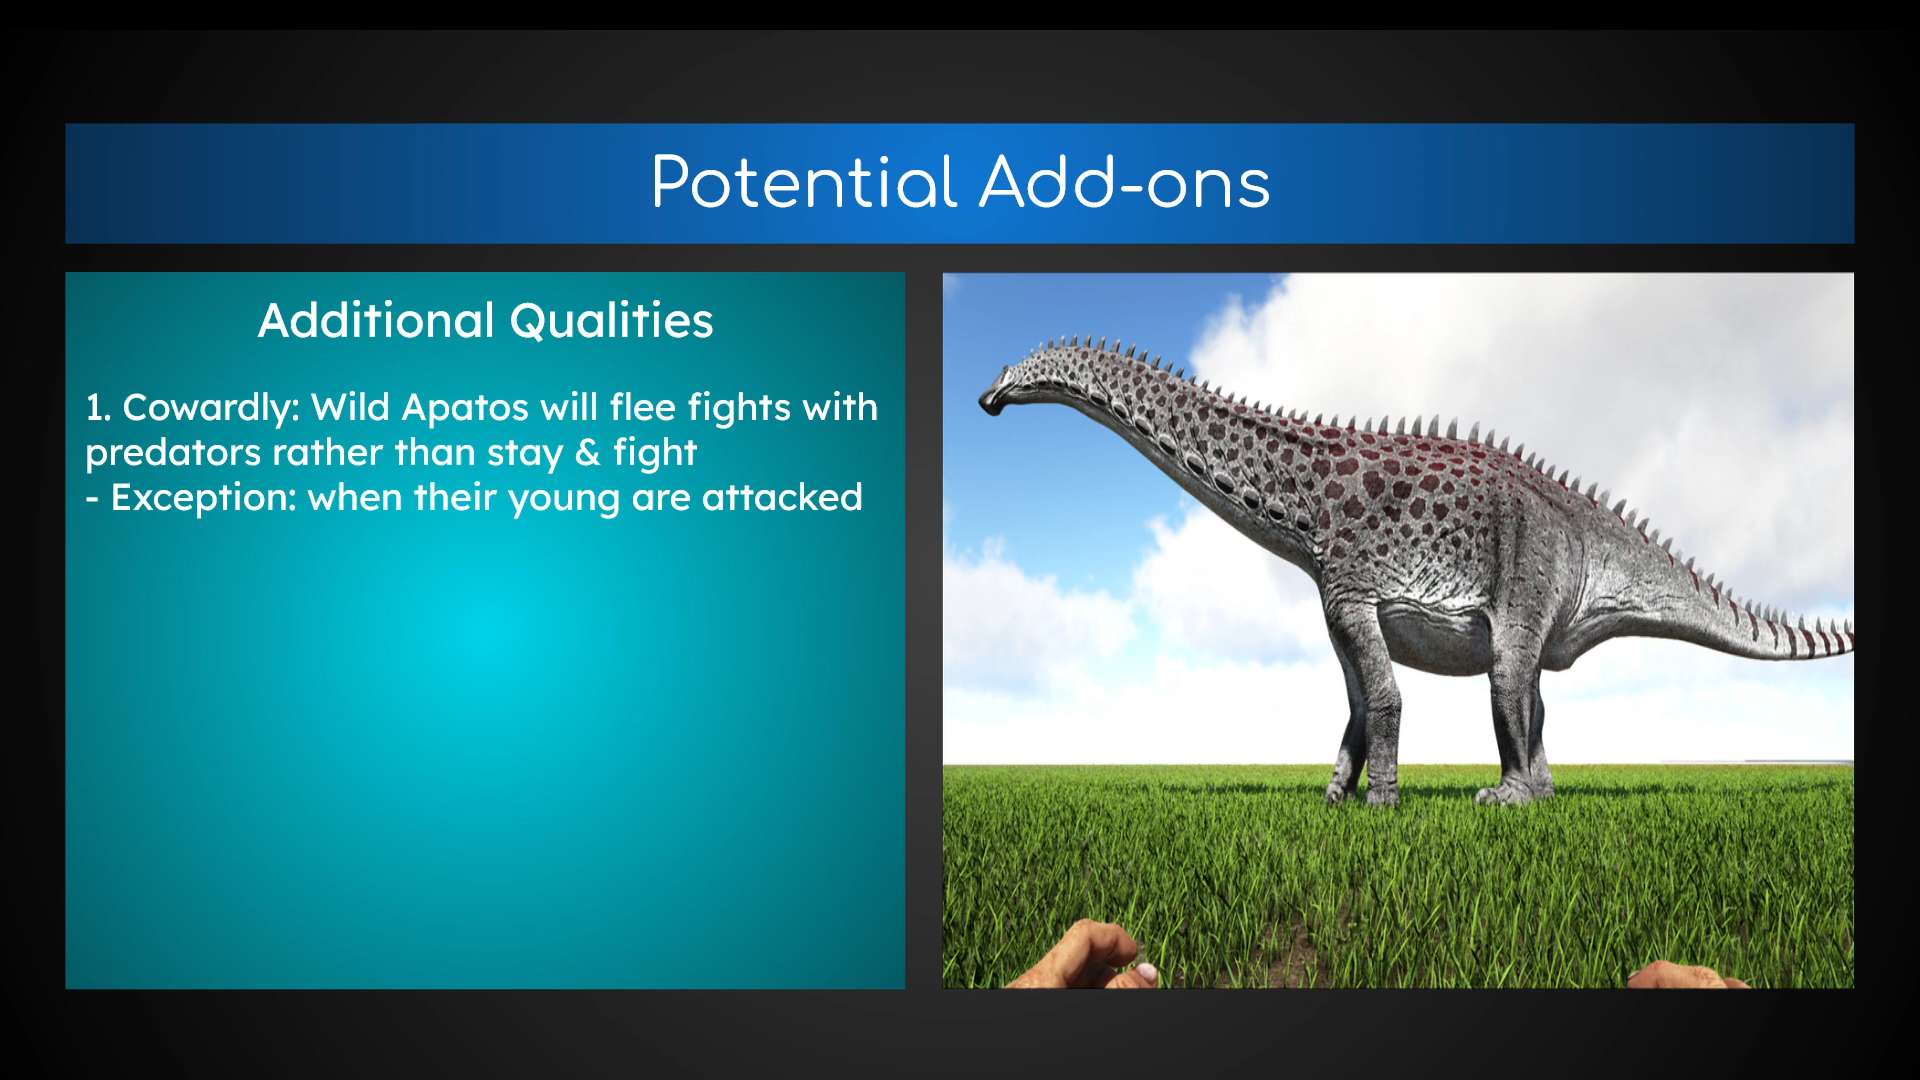 Potential Add-ons
Additional Qualities
1. Cowardly: Wild Apatos will flee fights with
predators rather than stay & fight
- Exception: when their young are attacked